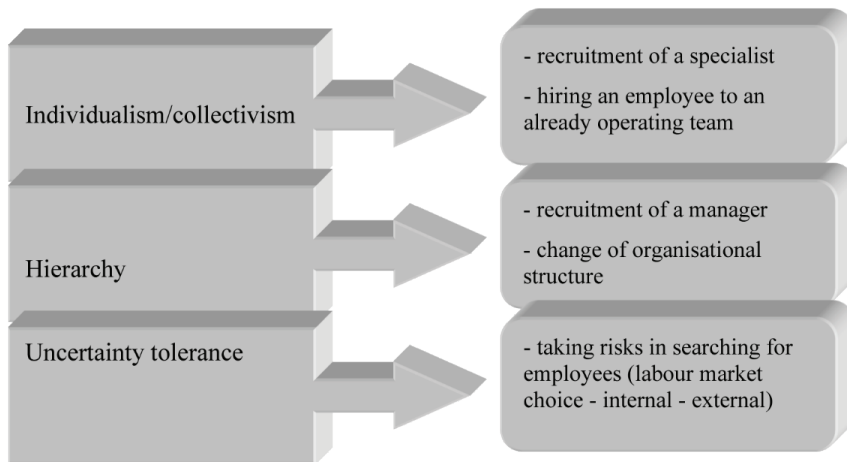 Individualism/collectivism
- recruitment of a specialist
- hiring an employee to an
already operating team
Hierarchy
- recruitment of a manager
- change of organisational
structure
Uncertainty tolerance
- taking risks in searching for
employees (labour market
choice - internal - external)